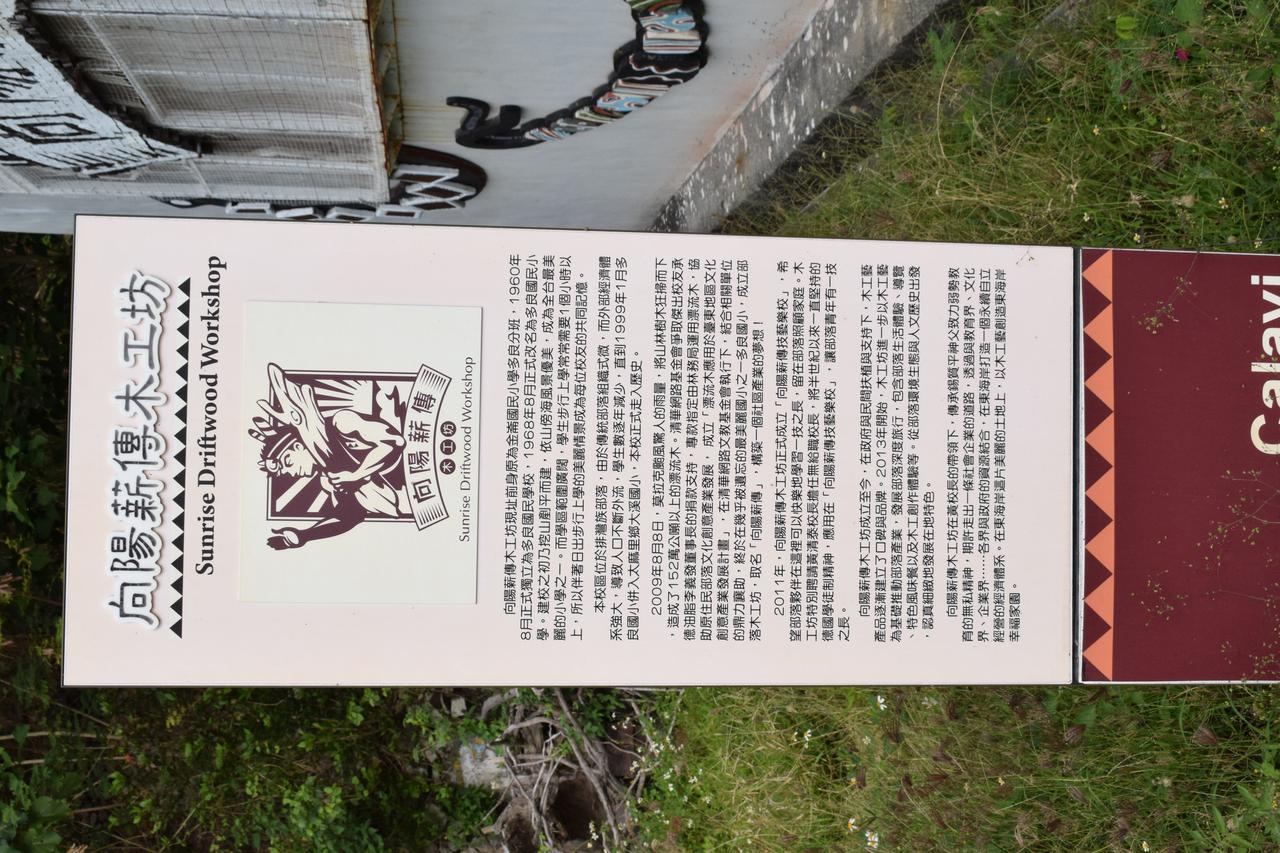 向陽薪傳木工坊
Sunrise Driftwood Workshop
向陽薪傳
木工坊
Sunrise Driftwood Workshop
向陽薪傳木工坊現址前身原為金崙國民小學多良分班，1960年
8月正式獨立為多良國民學校，1968年8月正式改名為多良國民小
學。建校之初乃挖山剷平而建，依山傍海風景優美，成為全台最美
麗的小學之一。而學區範圍廣闊，學生步行上學常常需要1個小時以
上，所以伴著日出步行上學的美麗情景成為每位校友的共同記憶。
本校區位於排灣族部落，由於傳統部落組織式微，而外部經濟體
系強大，導致人口不斷外流，學生數逐年減少，直到1999年1月多
良國小併入大麻里鄉大溪國小，本校正式走入歷史。
2009年8月8日，莫拉克颱風驚人的雨量，將山林樹木狂掃而下
，造成了152萬公噸以上的漂流木。清華網路基金會爭取傑出校友承
德油脂李義發董事長的捐款支持，專款指定由林務局運用漂流木，協
助原住民部落文化創意產業發展，成立「漂流木應用於臺東地區文化
創意產業發展計畫」，在清華網路文教基金會執行下，結合相關單位
的鼎力襄助，終於在幾乎被遺忘的最美麗國小之一多良國小，成立部
落木工坊，取名「向陽薪傳」，構築一個社區產業的夢想！
2011年，向陽薪傳木工坊正式成立「向陽薪傳技藝樂校」，希
望部落夥伴在這裡可以快樂地學習一技之長，留在部落照顧家庭。木
工坊特別聘請黃清泰校長擔任無給職校長，將半世紀以來一直堅持的
德國學徒制精神，應用在「向陽薪傳技藝樂校」，讓部落青年有一技
之長。
向陽薪傳木工坊成立至今，在政府與民間扶植與支持下，木工藝
產品逐漸建立了口碑與品牌。2013年開始，木工坊進一步以木工藝
為基礎推動部落產業，發展部落深度旅行，包含部落生活體驗、導覽
、特色風味餐以及木工創作體驗等。從部落環境生態與人文歷史出發
，認真細緻地發展在地特色。
向陽薪傳木工坊在黃校長的帶領下，傳承錫質平神父致力弱勢教
育的無私精神，期許走出一條社會企業的道路，透過與教育界、文化
界、企業界……各界與政府的資源結合，在東海岸打造一個永續自立
經營的經濟體系。在東海岸這片美麗的土地上，以木工藝創造東海岸
幸福家園。
Calavi